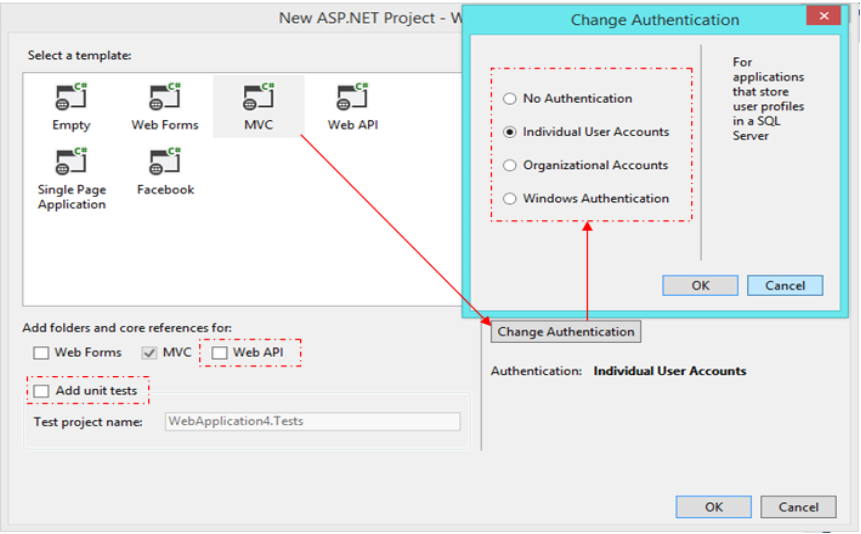 New ASP.NET Project - W
Change Authentication
Select a template:
C#
C#
C#
C#
Empty
Web Forms
MVC
Web API
C#
C#
Single Page
Application
Facebook
For
applications
that store
user profiles
in a SQL
Server
No Authentication
Individual User Accounts
Organizational Accounts
Windows Authentication
OK
Cancel
Add folders and core references for:
Web Forms
MVC
Web API
Change Authentication
Authentication: Individual User Accounts
Add unit tests
Test project name:
WebApplication4.Tests
OK
Cancel